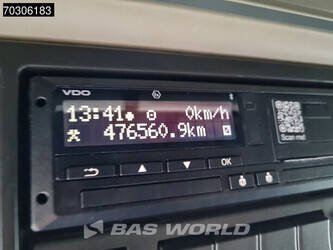 70306183
VDO
13:41 0km/h
476560.9km
OK
Scan me!
BAS WORLD